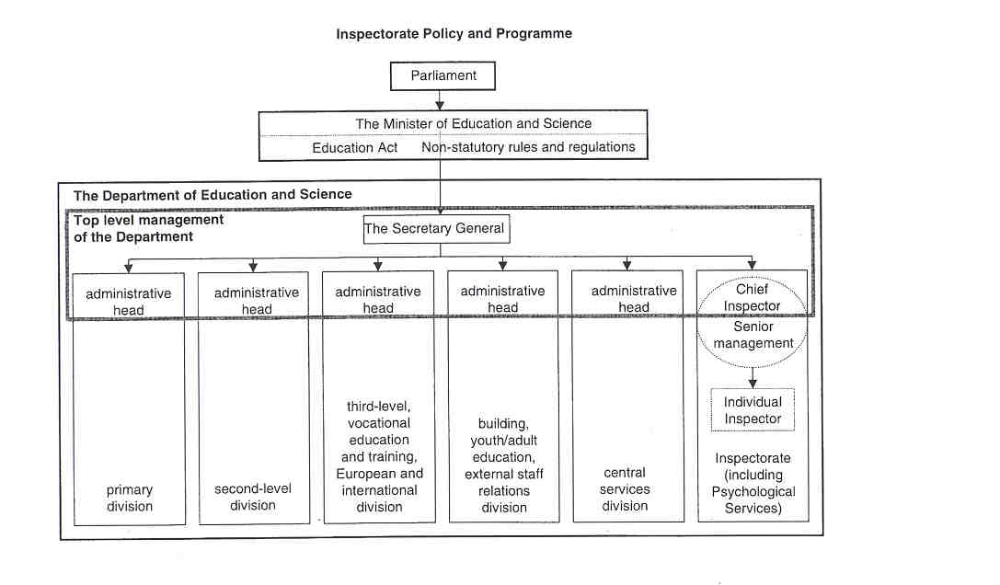 Inspectorate Policy and Programme
Parliament
The Minister of Education and Science
Education Act Non-statutory rules and regulations
The Department of Education and Science
Top level management
of the Department
The Secretary General
administrative
head
administrative
head
administrative
head
administrative
head
administrative
head
Chief
Inspector
Senior
management
Individual
Inspector
primary
division
second-level
division
third-level,
vocational
education
and training,
European and
international
division
building,
youth/adult
education,
external staff
relations
division
central
services
division
Inspectorate
(including
Psychological
Services)